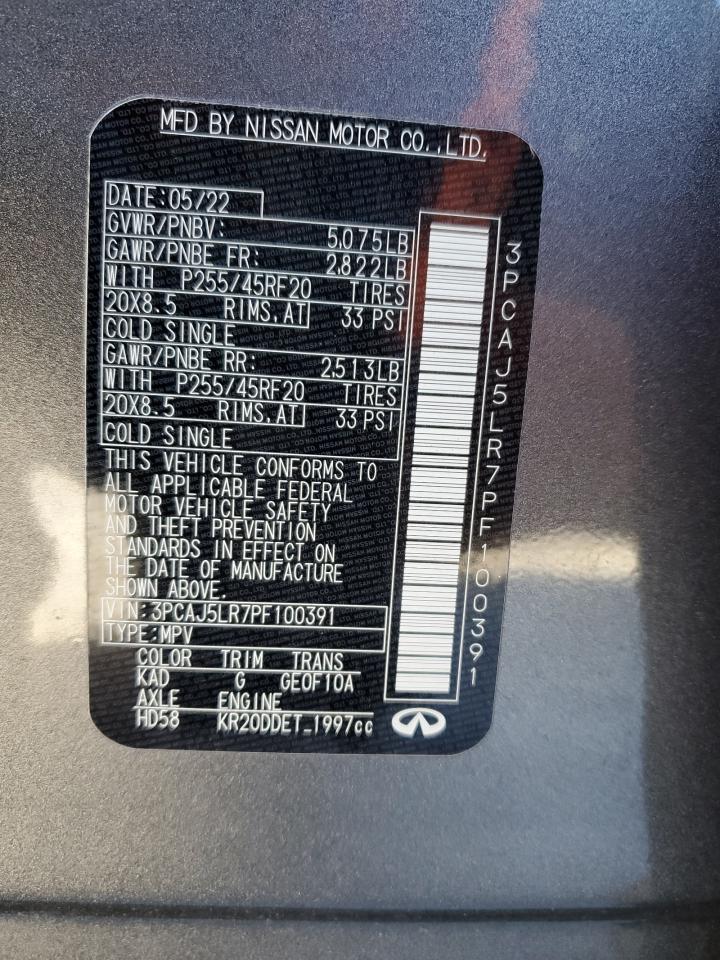 MFD BY NISSAN MOTOR CO.,LTD.
DATE:05/22
GVWR/PNBV: 5,075LB
GAWR/PNBE FR: 2,822LB
WITH P255/45RF20 TIRES
20X8.5 RIMS,AT 33 PSI
COLD SINGLE
GAWR/PNBE RR: 2513LB
WITH P255/45RF20 TIRES
20X8.5 RIMS,AT 33 PSI
COLD SINGLE
THIS VEHICLE CONFORMS TO
ALL APPLICABLE FEDERAL
MOTOR VEHICLE SAFETY
AND THEFT PREVENTION
STANDARDS IN EFFECT ON
THE DATE OF MANUFACTURE
SHOWN ABOVE.
VIN:3PCAJ5LR7PF100391
TYPE:MPV
COLOR TRIM TRANS
KAD G GE0F10A
AXLE ENGINE
HD58 KR20DDET_1997cc
3PCAJ5LR7PF100391